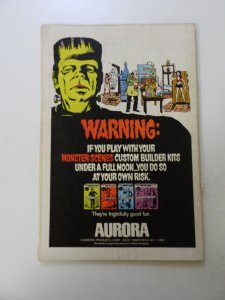 WARNING:
IF YOU PLAY WITH YOUR
MONSTER SCENES CUSTOM BUILDER KITS
UNDER A FULL MOON...YOU DO SO
AT YOUR OWN RISK.
They're frightfully good fun.
AURORA